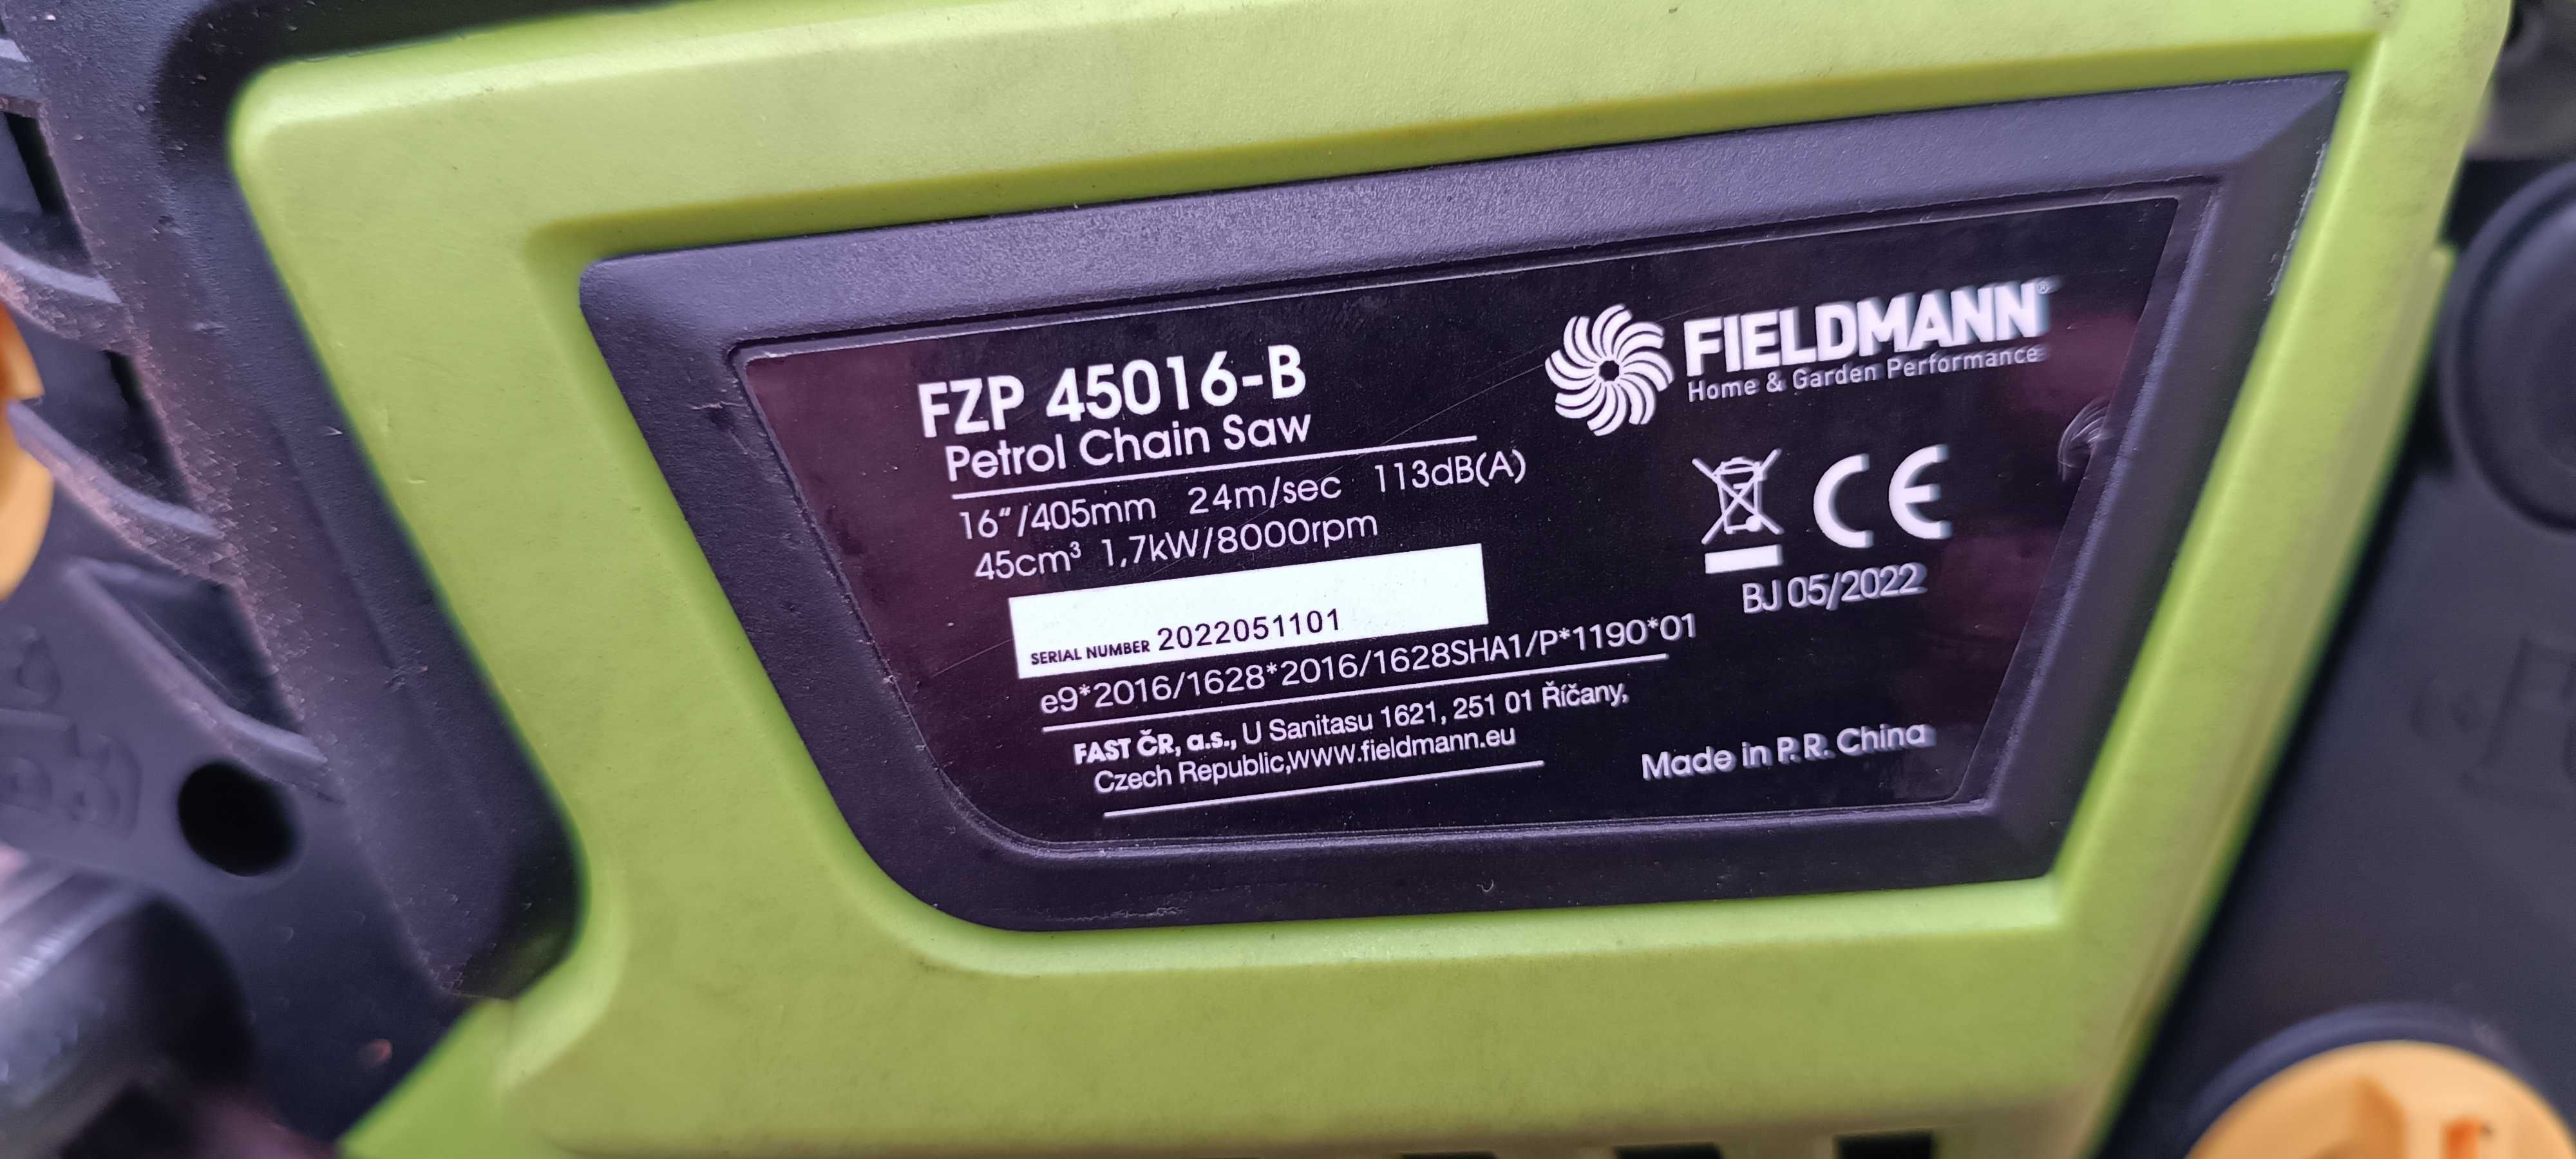 FZP 45016-B
Petrol Chain Saw
16“/405mm 24m/sec 113dB(A)
45cm³ 1,7kW/8000rpm
SERIAL NUMBER 2022051101
e9*2016/1628*2016/1628SHA1/P*1190*01
FAST ČR, a.s., U Sanitasu 1621, 251 01 Říčany,
Czech Republic,www.fieldmann.eu
FIELDMANN®
Home & Garden Performance
CE
BJ 05/2022
Made in P.R. China